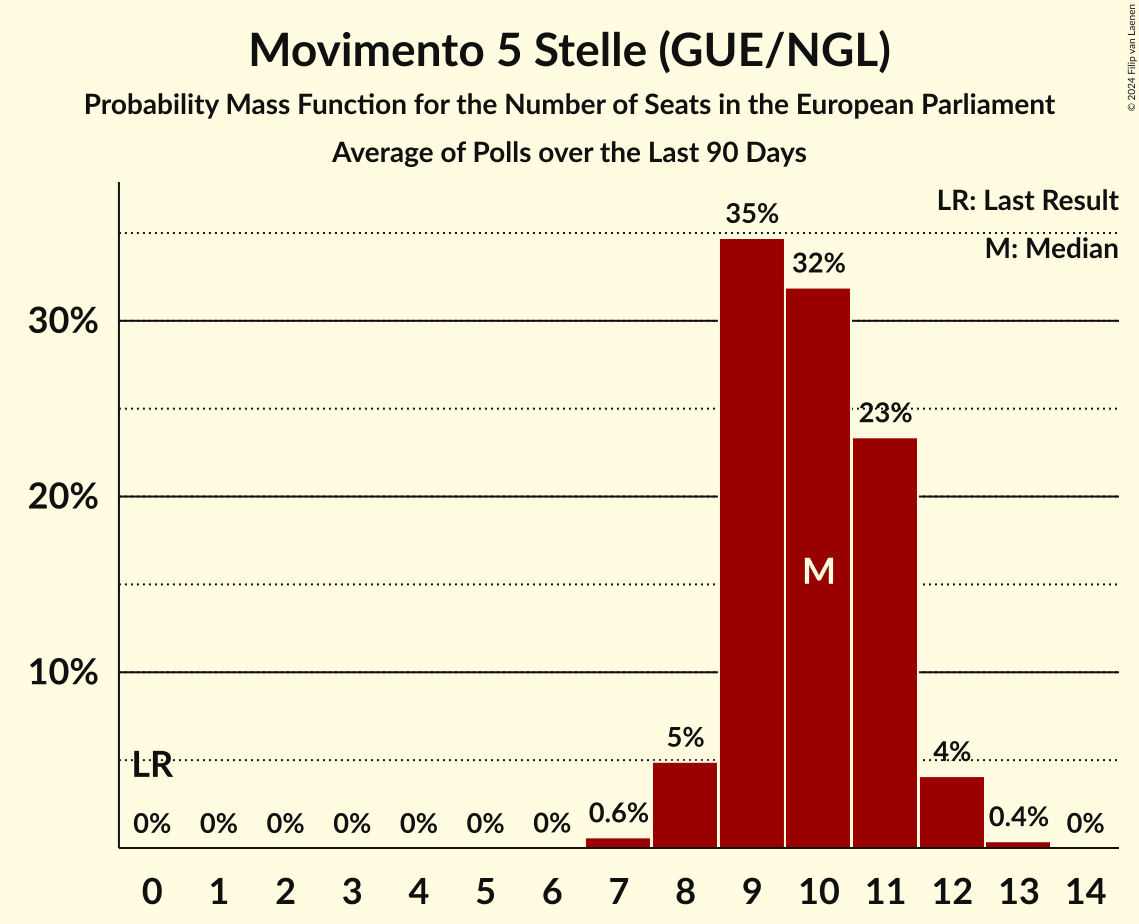 Movimento 5 Stelle (GUE/NGL)
Probability Mass Function for the Number of Seats in the European Parliament
Average of Polls over the Last 90 Days
© 2024 Filip van Laenen
LR: Last Result
M: Median
35%
32%
30%
23%
20%
M
10%
LR
5%
4%
0% 0% 0% 0% 0% 0% 0% 0.6% 0.4% 0%
0 1 2 3 4 5 6 7 8 9 10 11 12 13 14